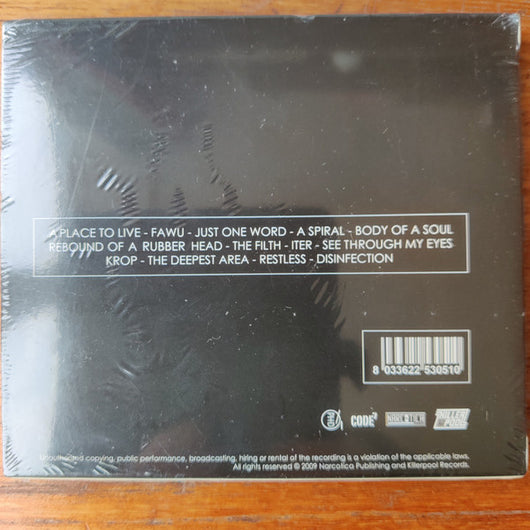 A PLACE TO LIVE - FAWU - JUST ONE WORD - A SPIRAL - BODY OF A SOUL
REBOUND OF A RUBBER HEAD - THE FILTH - ITER - SEE THROUGH MY EYES
KROP - THE DEEPEST AREA - RESTLESS - DISINFECTION
8 033622 530510
CODE
KILLER POOL
Unauthorized copying, public performance, broadcasting, hiring or rental of the recording is a violation of the applicable laws.
All rights reserved © 2009 Narcotica Publishing and Killerpool Records.